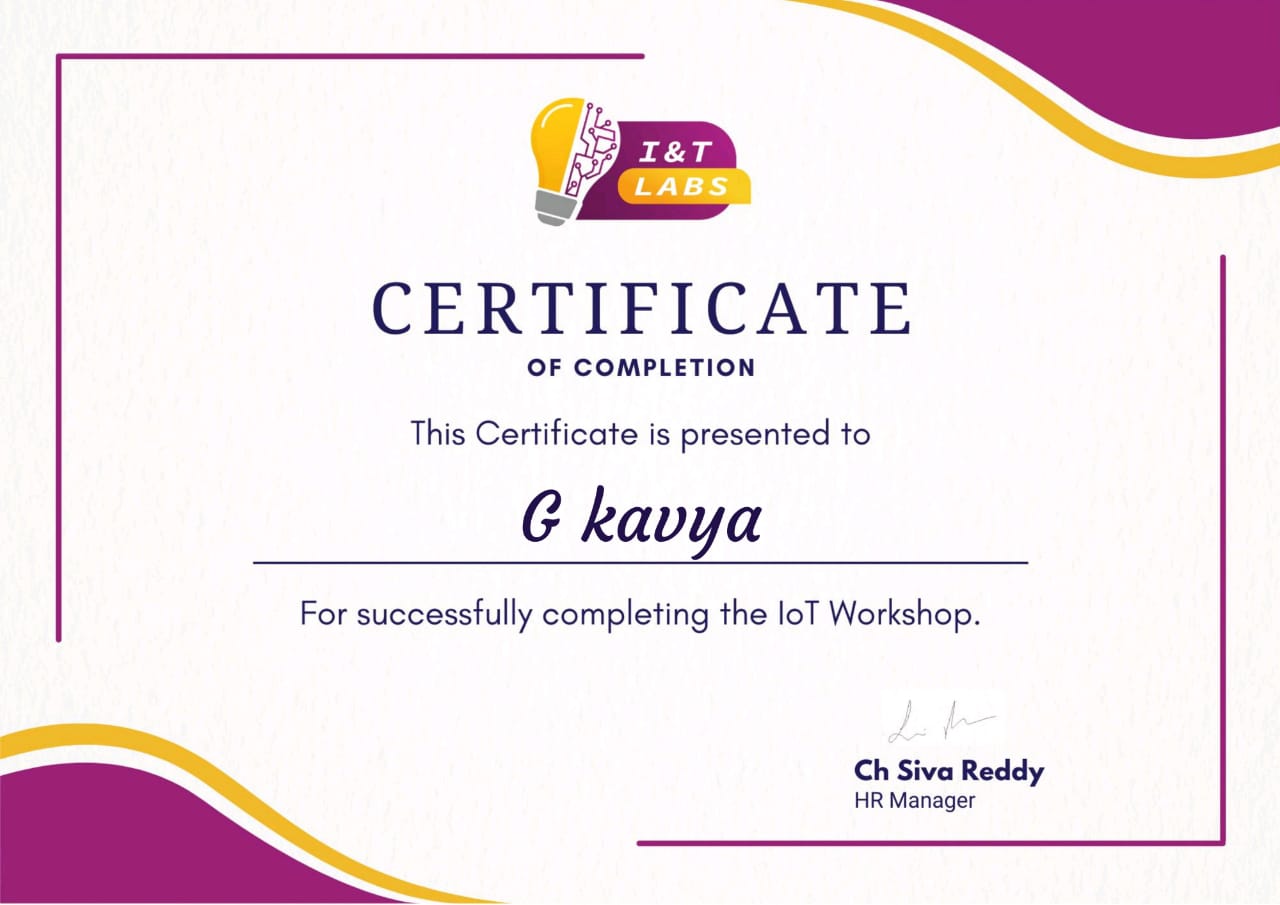 I&T
LABS
CERTIFICATE
OF COMPLETION
This Certificate is presented to
G kavya
For successfully completing the IoT Workshop.
Ch Siva Reddy
HR Manager